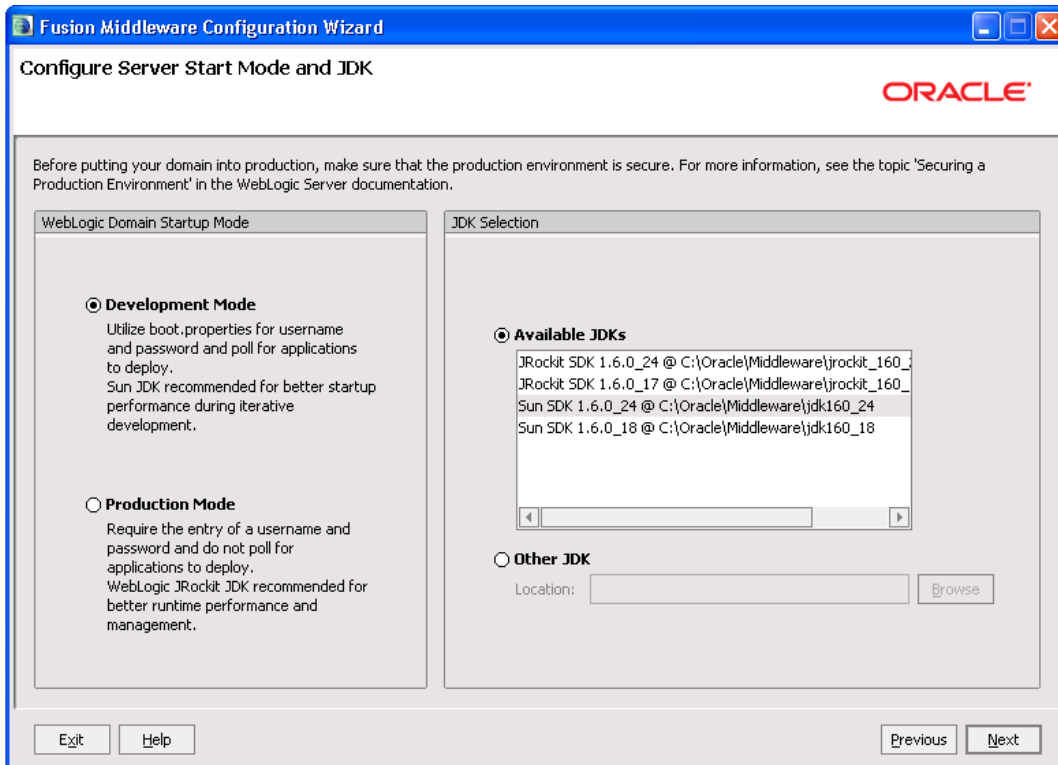 Fusion Middleware Configuration Wizard
Configure Server Start Mode and JDK
ORACLE
Before putting your domain into production, make sure that the production environment is secure. For more information, see the topic 'Securing a
Production Environment' in the WebLogic Server documentation.
WebLogic Domain Startup Mode
Development Mode
Utilize boot.properties for username
and password and poll for applications
to deploy.
Sun JDK recommended for better startup
performance during iterative
development.
Production Mode
Require the entry of a username and
password and do not poll for
applications to deploy.
WebLogic JRockit JDK recommended for
better runtime performance and
management.
JDK Selection
Available JDKs
JRockit SDK 1.6.0_24 @ C:\Oracle\Middleware\jrockit_160_
JRockit SDK 1.6.0_17 @ C:\Oracle\Middleware\jrockit_160_
Sun SDK 1.6.0_24 @ C:\Oracle\Middleware\jdk160_24
Sun SDK 1.6.0_18 @ C:\Oracle\Middleware\jdk160_18
Other JDK
Location:
Browse
Exit
Help
Previous
Next